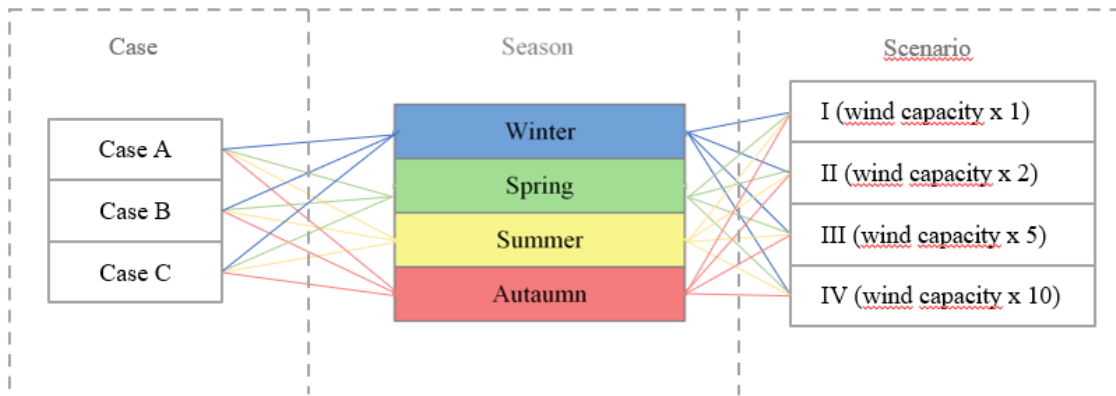 Case
Season
Scenario
Case A
Case B
Case C
Winter
Spring
Summer
Autaumn
I (wind capacity x 1)
II (wind capacity x 2)
III (wind capacity x 5)
IV (wind capacity x 10)